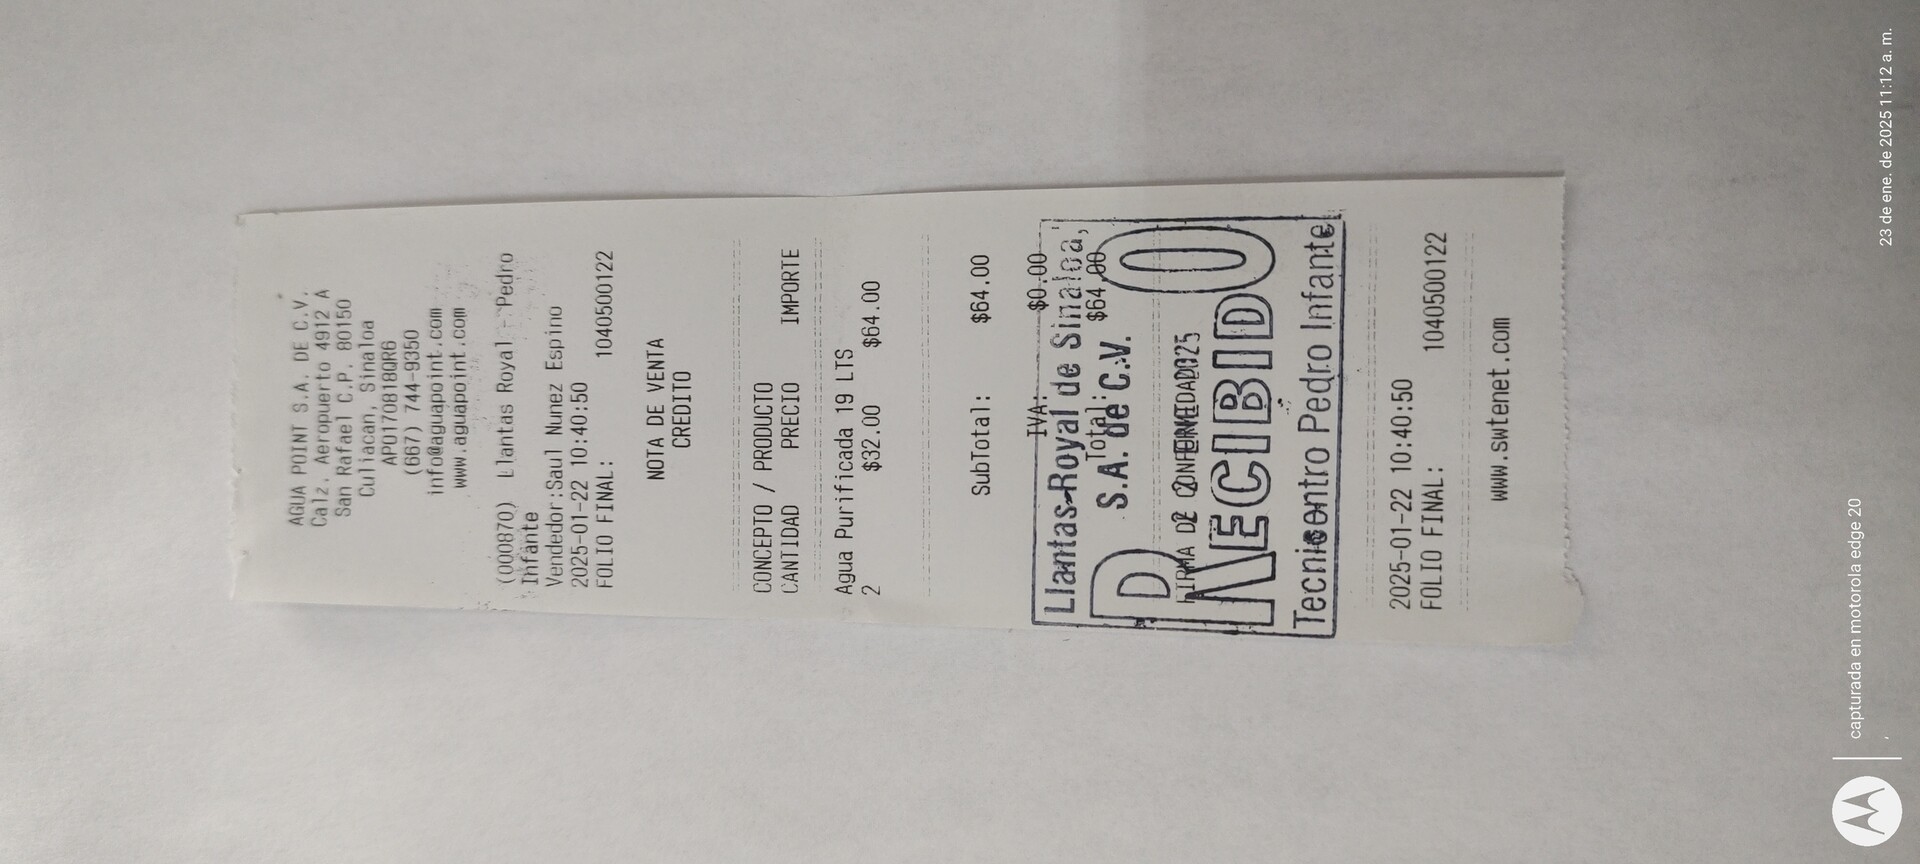 AGUA POINT S.A. DE C.V.
Calz. Aeropuerto 4912 A
San Rafael C.P. 80150
Culiacan, Sinaloa
APO170818QR6
(667) 744-9350
info@aguapoint.com
www.aguapoint.com
(000870) Llantas Royal - Pedro
Infante
Vendedor:Saul Nunez Espino
2025-01-22 10:40:50
FOLIO FINAL: 1040500122
NOTA DE VENTA
CREDITO
CONCEPTO / PRODUCTO
CANTIDAD PRECIO IMPORTE
Agua Purificada 19 LTS
2 $32.00 $64.00
SubTotal: $64.00
IVA: $0.00
Total: $64.00
Llantas Royal de Sinaloa,
S.A. de C.V.
FIRMA DE CONFORMEDAD
RECIBIDO
Tecnicentro Pedro Infante
2025-01-22 10:40:50
FOLIO FINAL: 1040500122
www.swtenet.com
capturada en motorola edge 20
23 de ene. de 2025 11:12 a. m.